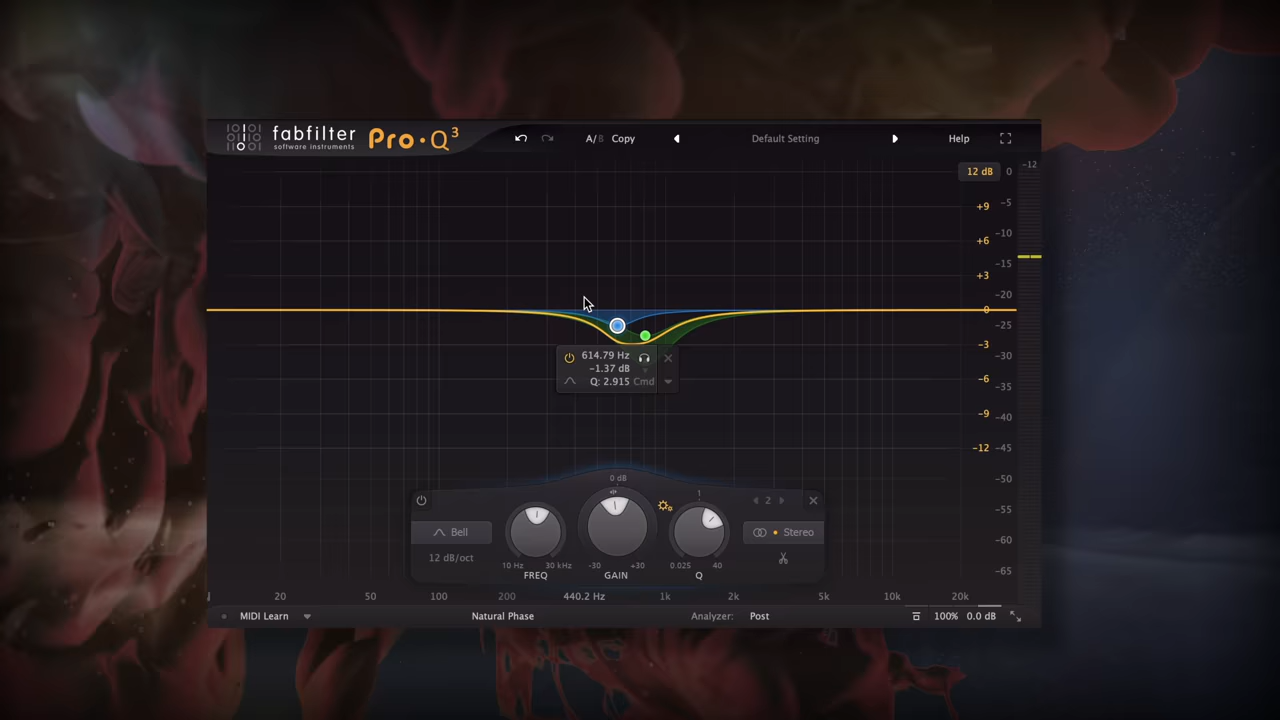 fabfilter
software instruments
Pro·Q3
A/B Copy
Default Setting
Help
12 dB 0 -12
+9 -5
+6 -10
+3 -15
-20
0 -25
-3 -30
-6 -35
-9 -40
-12 -45
-50
-55
-60
-65
614.79 Hz
-1.37 dB
Q: 2.915 Cmd
0 dB
1
2
Bell
Stereo
12 dB/oct
10 Hz 30 kHz
-30 +30
0.025 40
FREQ
GAIN
Q
20 50 100 200 440.2 Hz 1k 2k 5k 10k 20k
MIDI Learn
Natural Phase
Analyzer: Post
100% 0.0 dB